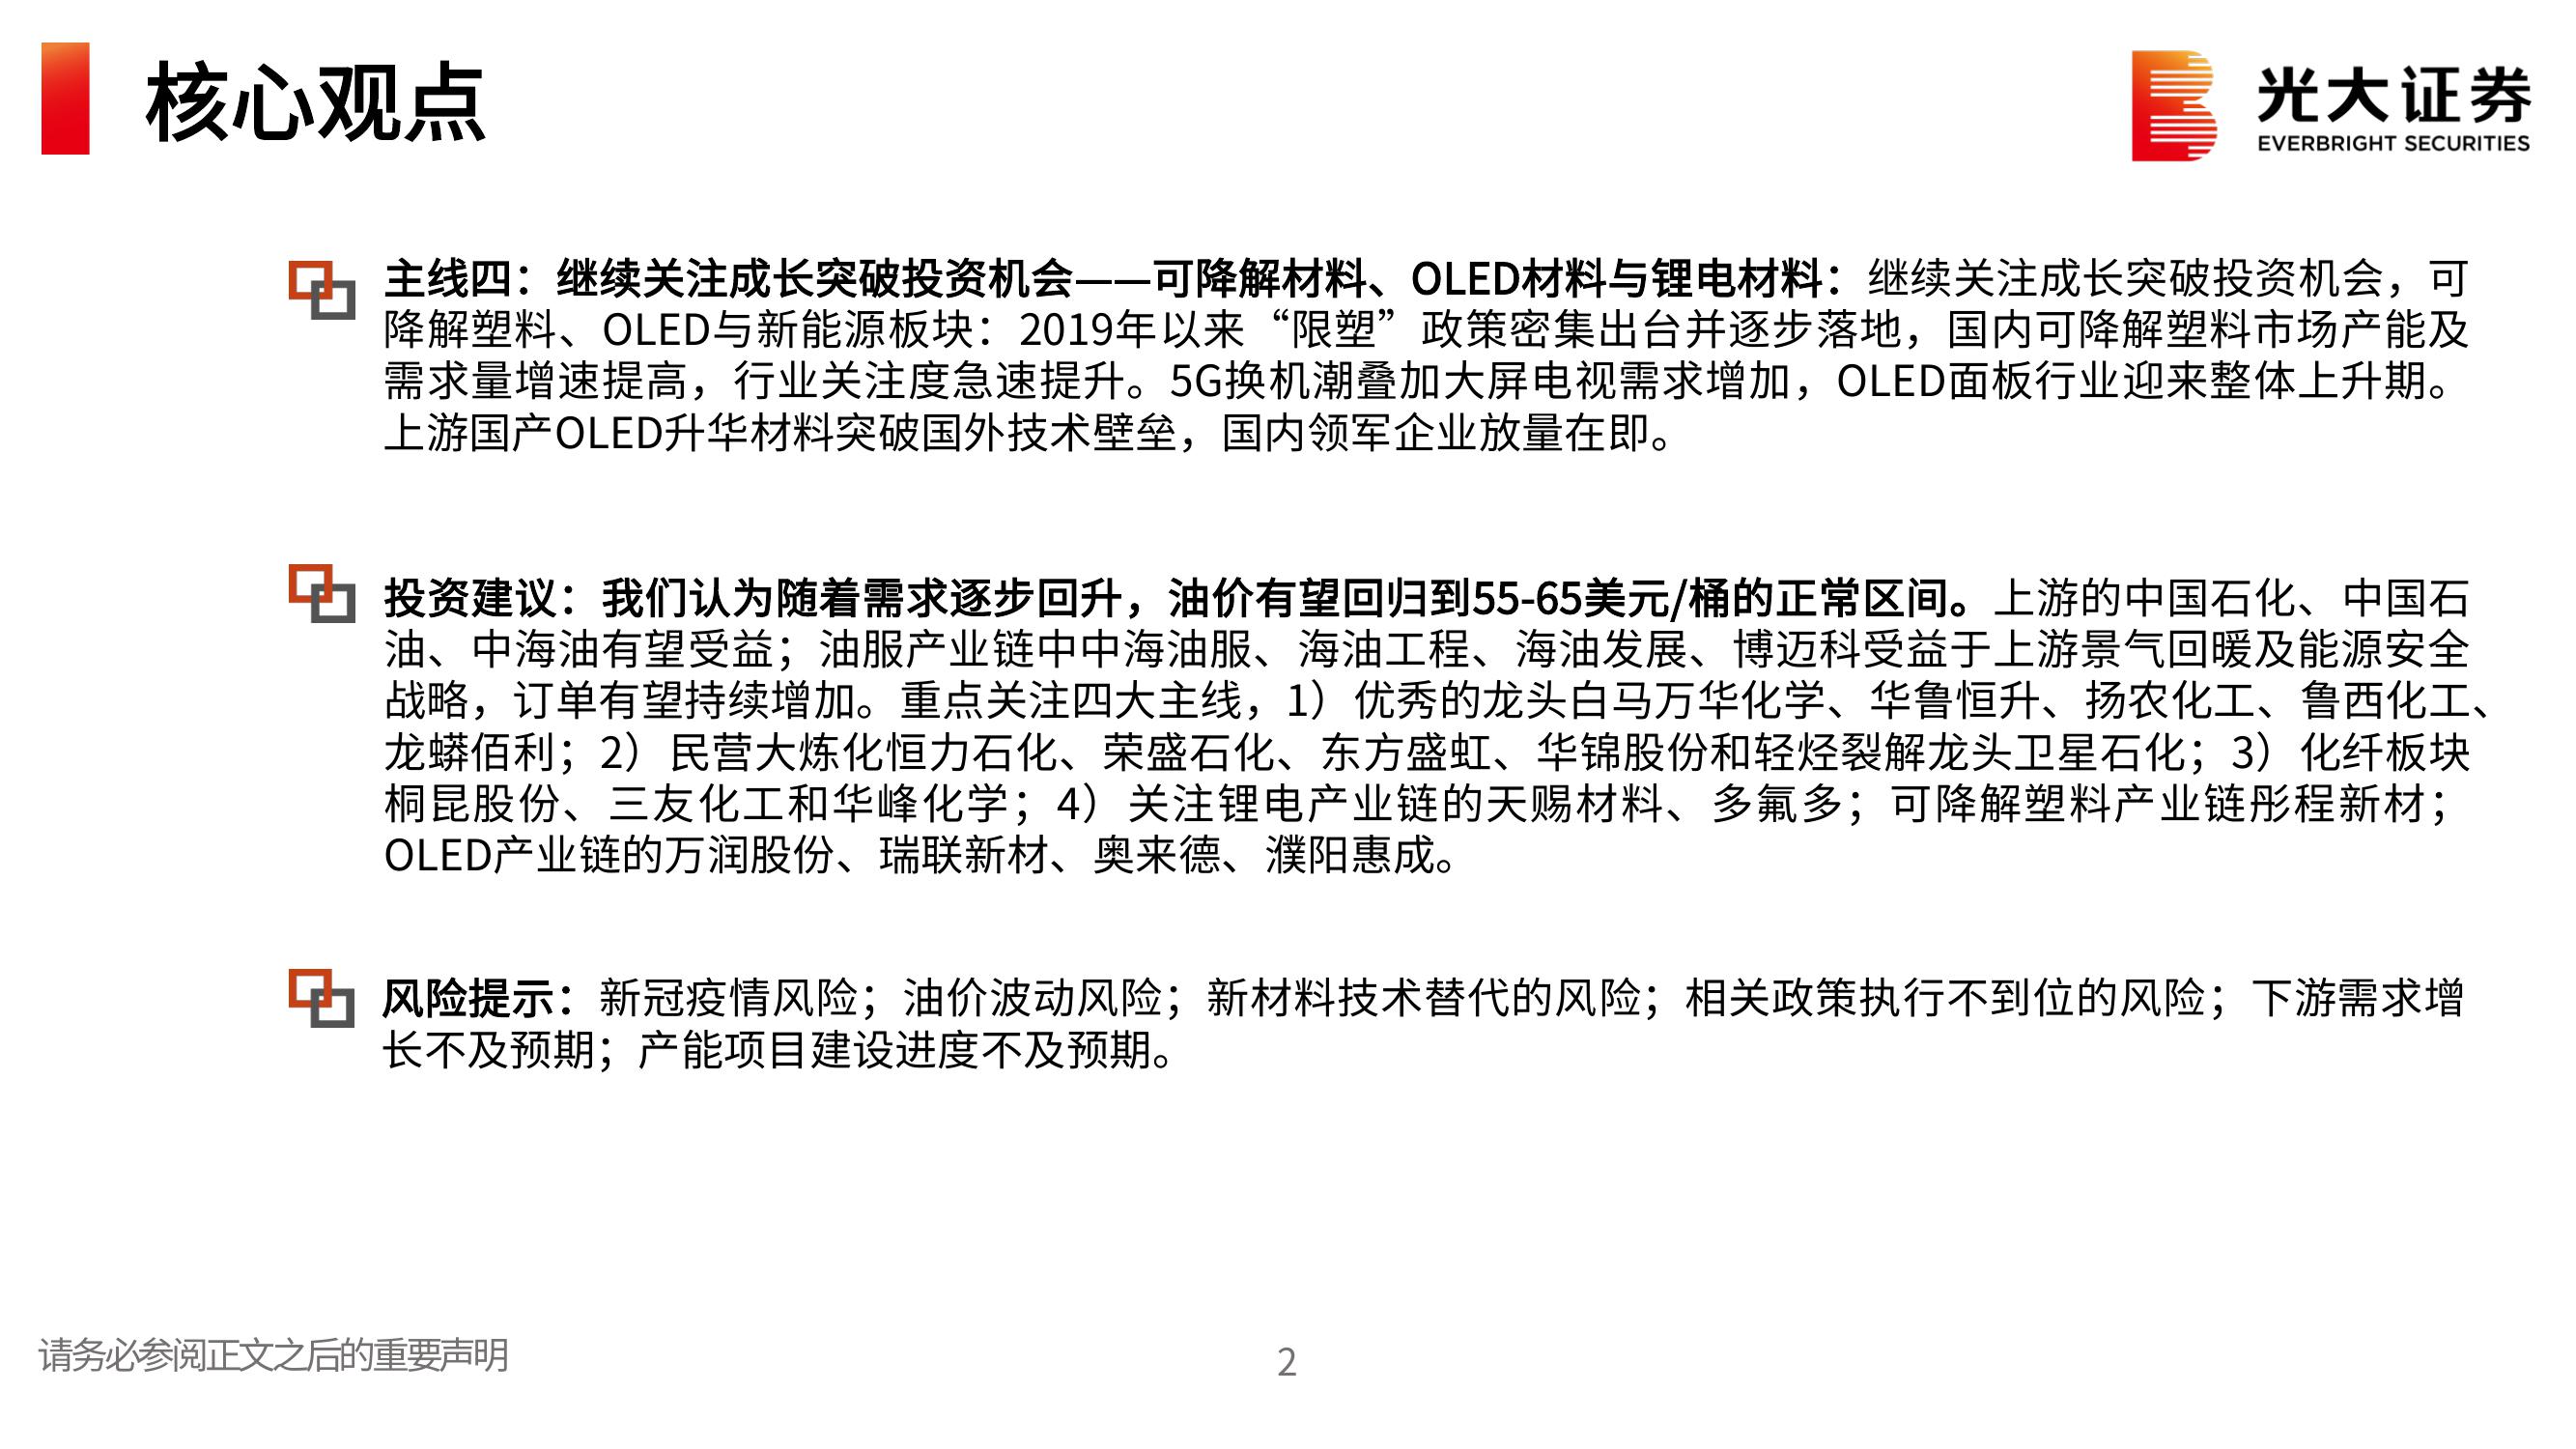 核心观点
光大证券
EVERBRIGHT SECURITIES
主线四：继续关注成长突破投资机会——可降解材料、OLED材料与锂电材料：继续关注成长突破投资机会，可
降解塑料、OLED与新能源板块：2019年以来“限塑”政策密集出台并逐步落地，国内可降解塑料市场产能及
需求量增速提高，行业关注度急速提升。5G换机潮叠加大屏电视需求增加，OLED面板行业迎来整体上升期。
上游国产OLED升华材料突破国外技术壁垒，国内领军企业放量在即。
投资建议：我们认为随着需求逐步回升，油价有望回归到55-65美元/桶的正常区间。上游的中国石化、中国石
油、中海油有望受益；油服产业链中中海油服、海油工程、海油发展、博迈科受益于上游景气回暖及能源安全
战略，订单有望持续增加。重点关注四大主线，1）优秀的龙头白马万华化学、华鲁恒升、扬农化工、鲁西化工、
龙蟒佰利；2）民营大炼化恒力石化、荣盛石化、东方盛虹、华锦股份和轻烃裂解龙头卫星石化；3）化纤板块
桐昆股份、三友化工和华峰化学；4）关注锂电产业链的天赐材料、多氟多；可降解塑料产业链彤程新材；
OLED产业链的万润股份、瑞联新材、奥来德、濮阳惠成。
风险提示：新冠疫情风险；油价波动风险；新材料技术替代的风险；相关政策执行不到位的风险；下游需求增
长不及预期；产能项目建设进度不及预期。
请务必参阅正文之后的重要声明
2